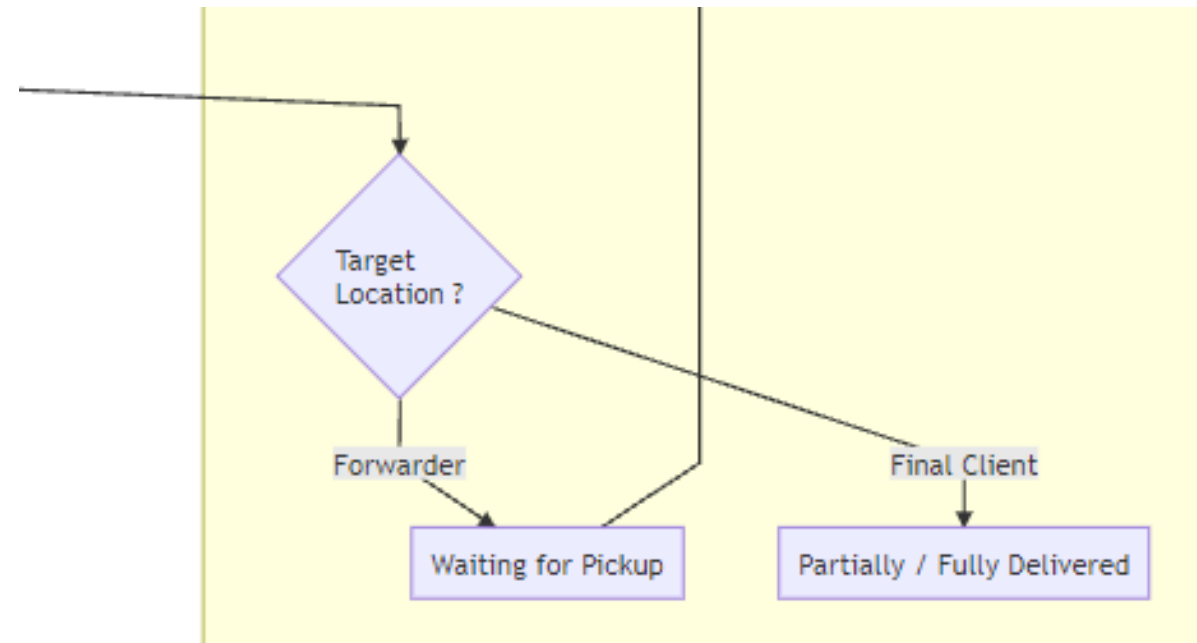 Target
Location ?
Forwarder
Final Client
Waiting for Pickup
Partially / Fully Delivered